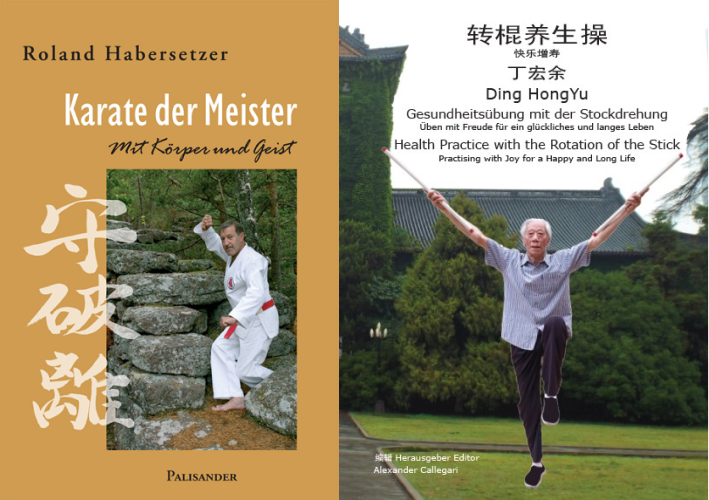 Roland Habersetzer
Karate der Meister
Mit Körper und Geist
守
破
離
PALISANDER
转棍养生操
快乐增寿
丁宏余
Ding HongYu
Gesundheitsübung mit der Stockdrehung
Üben mit Freude für ein glückliches und langes Leben
Health Practice with the Rotation of the Stick
Practising with Joy for a Happy and Long Life
编辑 Herausgeber Editor
Alexander Callegari